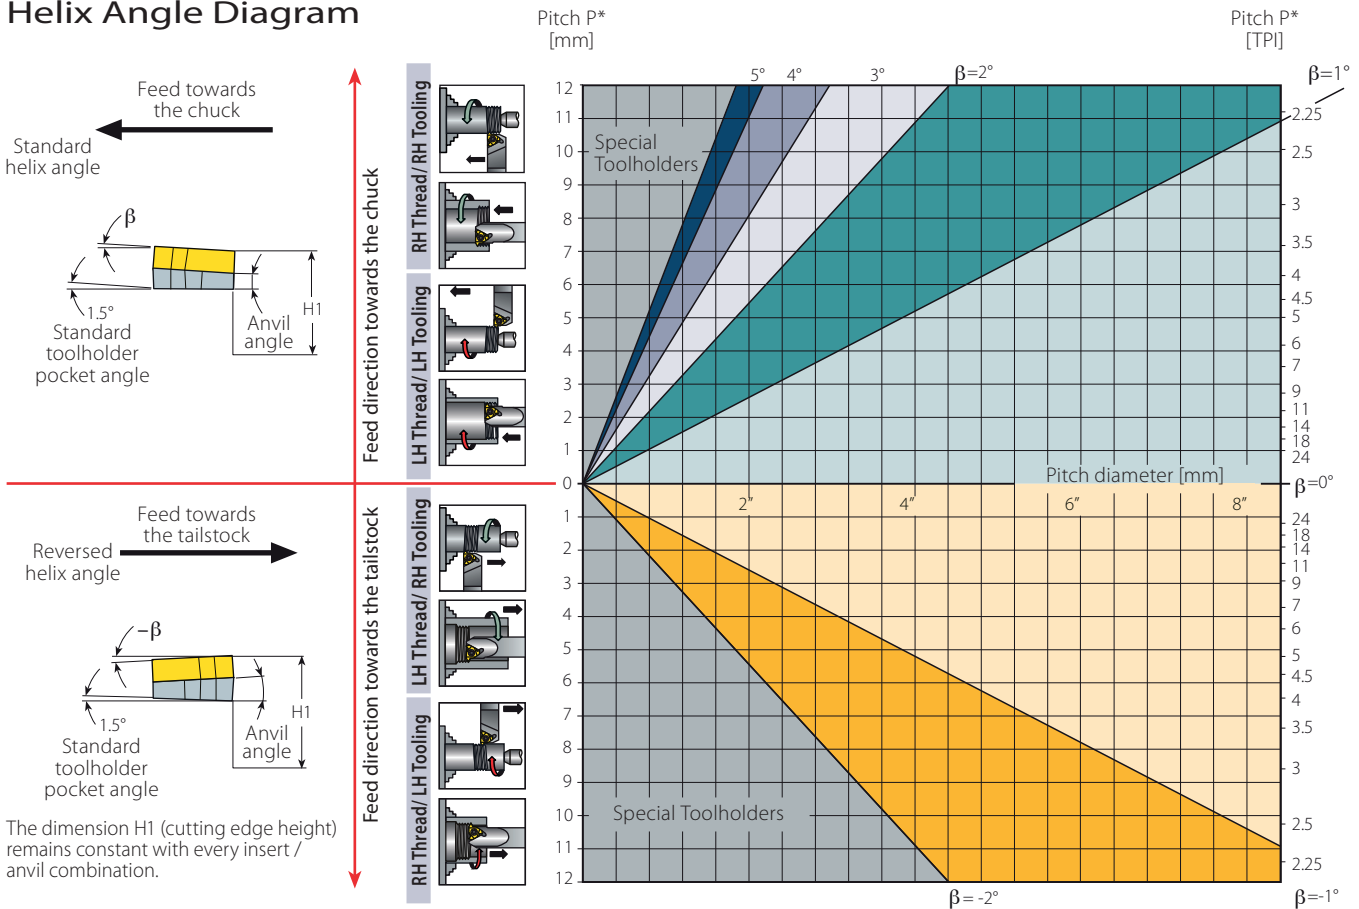 Helix Angle Diagram
Feed towards
the chuck
Standard
helix angle
β
1.5°
Standard
toolholder
pocket angle
Anvil
angle
H1
Feed towards
the tailstock
Reversed
helix angle
–β
1.5°
Standard
toolholder
pocket angle
Anvil
angle
H1
The dimension H1 (cutting edge height)
remains constant with every insert /
anvil combination.
Feed direction towards the chuck
Feed direction towards the tailstock
RH Thread/ RH Tooling
LH Thread/ LH Tooling
LH Thread/ RH Tooling
RH Thread/ LH Tooling
Pitch P*
[mm]
Pitch P*
[TPI]
5° 4° 3° β=2° β=1°
12
11
10
9
8
7
6
5
4
3
2
1
0
1
2
3
4
5
6
7
8
9
10
11
12
Special
Toolholders
Pitch diameter [mm]
2” 4” 6” 8”
Special Toolholders
2.25
2.5
3
3.5
4
4.5
5
6
7
9
11
14
18
24
β=0°
24
18
14
11
9
7
6
5
4.5
4
3.5
3
2.5
2.25
β= -2° β=-1°